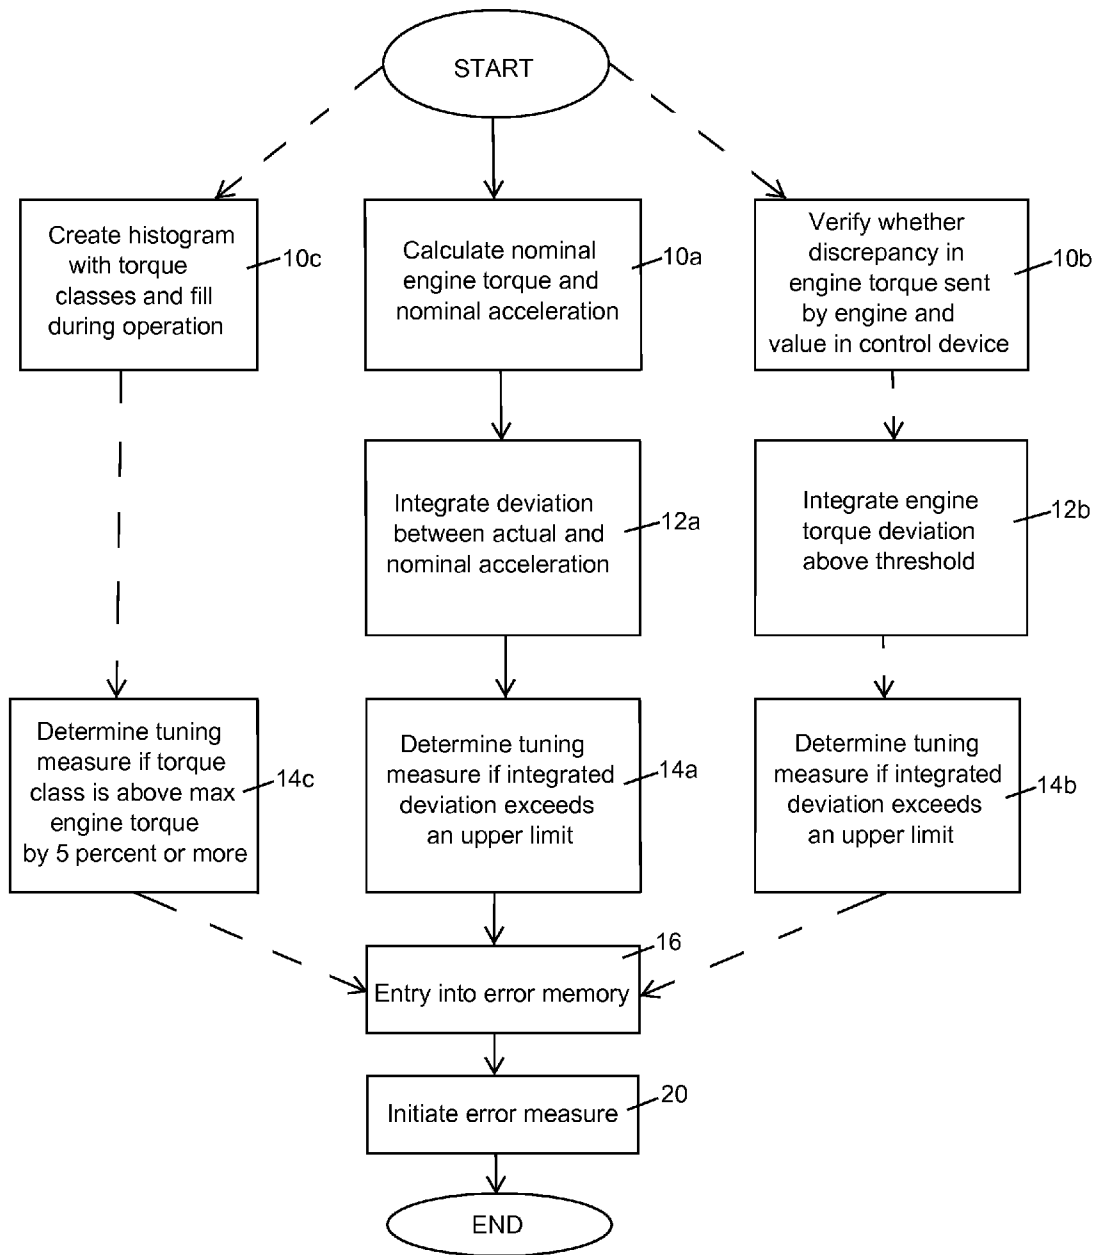 START
Create histogram
with torque
classes and fill
during operation
10c
Calculate nominal
engine torque and
nominal acceleration
10a
Verify whether
discrepancy in
engine torque sent
by engine and
value in control device
10b
Integrate deviation
between actual and
nominal acceleration
12a
Integrate engine
torque deviation
above threshold
12b
Determine tuning
measure if torque
class is above max
engine torque
by 5 percent or more
14c
Determine tuning
measure if integrated
deviation exceeds
an upper limit
14a
Determine tuning
measure if integrated
deviation exceeds
an upper limit
14b
16
Entry into error memory
20
Initiate error measure
END